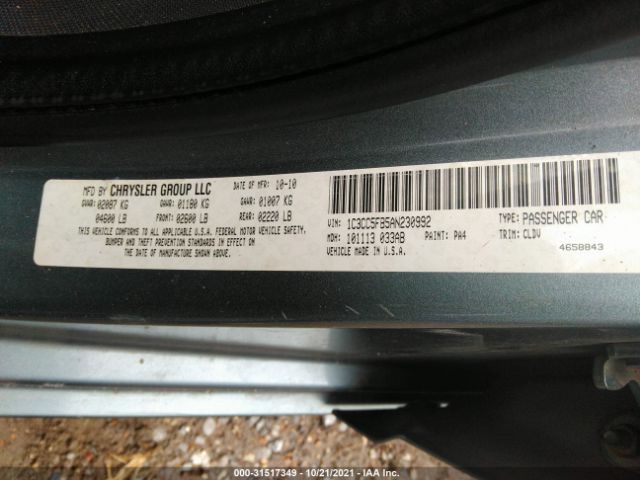 MFD BY CHRYSLER GROUP LLC DATE OF MFR: 10-10
GVWR: 02087 KG GAWR: 01180 KG GAWR: 01007 KG
04600 LB FRONT: 02600 LB REAR: 02220 LB
THIS VEHICLE CONFORMS TO ALL APPLICABLE U.S.A. FEDERAL MOTOR VEHICLE SAFETY,
BUMPER AND THEFT PREVENTION STANDARDS IN EFFECT ON
THE DATE OF MANUFACTURE SHOWN ABOVE.
VIN: 1C3CC5FB5AN230992 TYPE: PASSENGER CAR
MDH: 101113 033AB PAINT: PA4 TRIM: CLDV
VEHICLE MADE IN U.S.A. 4658843
000-31517349 - 10/21/2021 - IAA Inc.